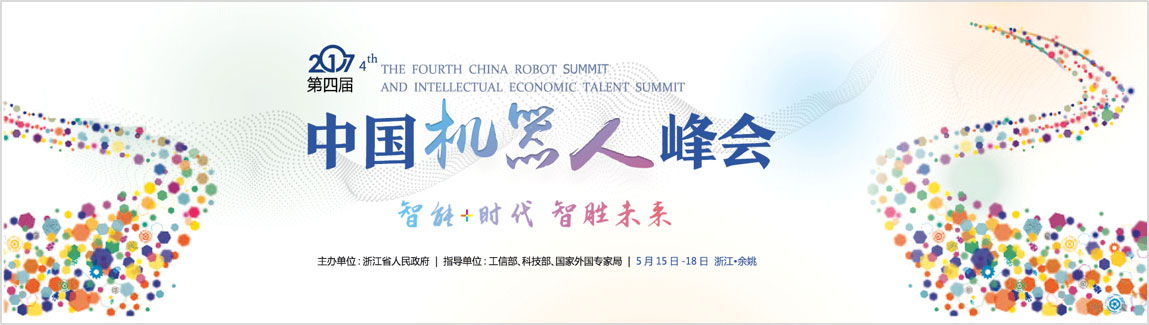 2017
第四届
4th THE FOURTH CHINA ROBOT SUMMIT
AND INTELLECTUAL ECONOMIC TALENT SUMMIT
中国机器人峰会
智能+时代 智胜未来
主办单位:浙江省人民政府 | 指导单位:工信部、科技部、国家外国专家局 | 5月15日-18日 浙江•余姚